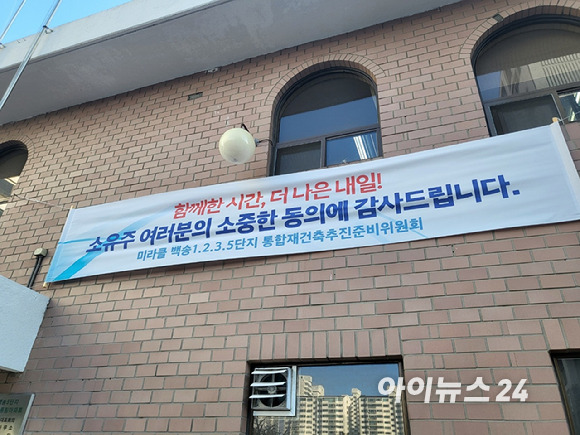 함께한 시간, 더 나은 내일!
소유주 여러분의 소중한 동의에 감사드립니다.
미라클 백송1.2.3.5단지 통합재건축추진준비위원회
아이뉴스24